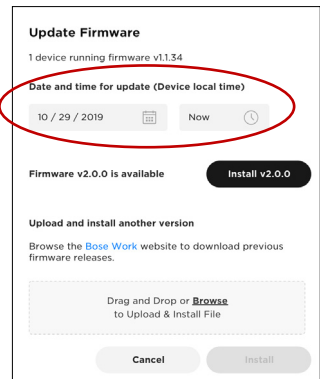 Update Firmware
1 device running firmware v1.1.34
Date and time for update (Device local time)
10 / 29 / 2019 Now
Firmware v2.0.0 is available Install v2.0.0
Upload and install another version
Browse the Bose Work website to download previous
firmware releases.
Drag and Drop or Browse
to Upload & Install File
Cancel Install